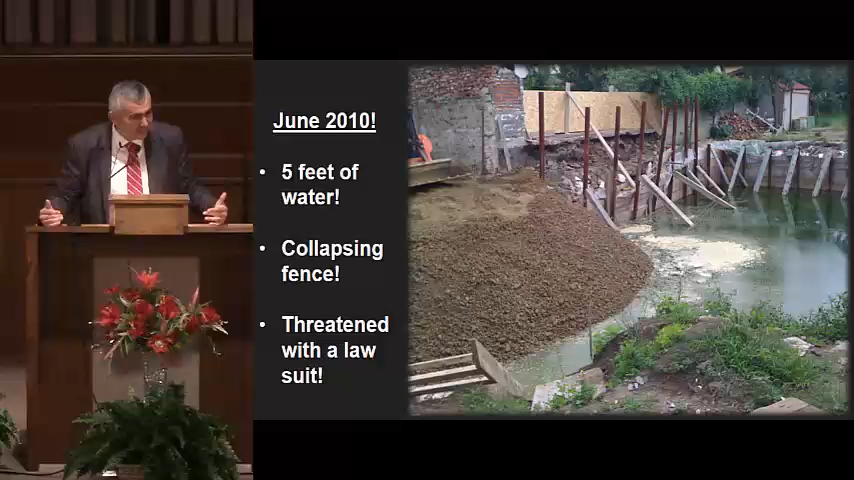 June 2010!
• 5 feet of
water!
• Collapsing
fence!
• Threatened
with a law
suit!